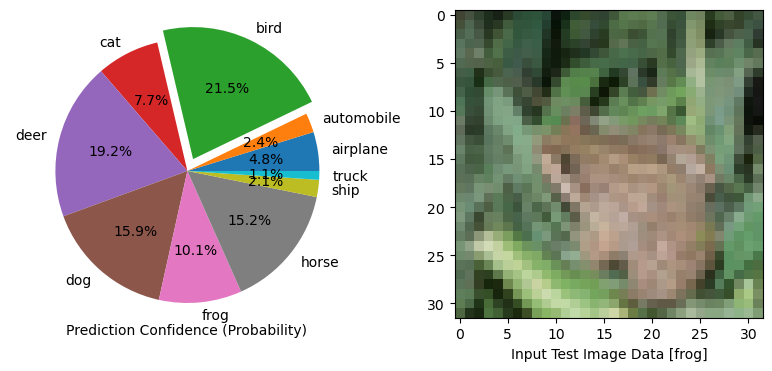 bird
cat
21.5%
7.7%
automobile
deer
19.2%
2.4%
airplane
4.8%
1.1%
truck
2.1%
ship
15.9%
15.2%
10.1%
horse
dog
frog
Prediction Confidence (Probability)
0
5
10
15
20
25
30
0 5 10 15 20 25 30
Input Test Image Data [frog]